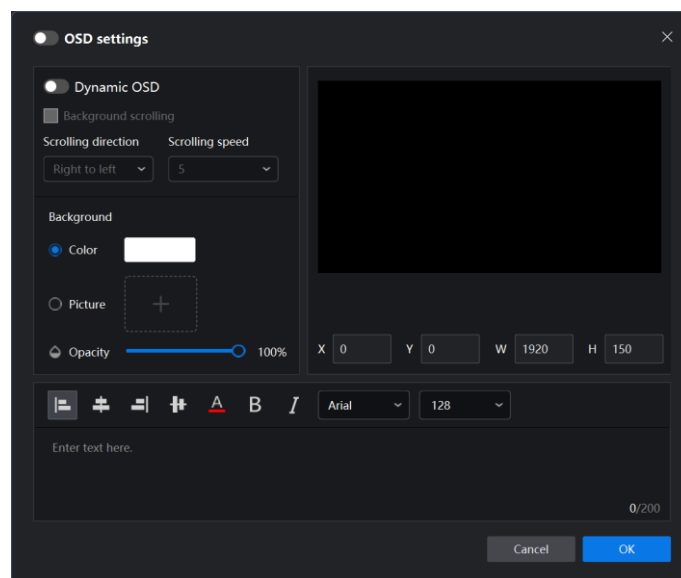 OSD settings
Dynamic OSD
Background scrolling
Scrolling direction Scrolling speed
Right to left 5
Background
Color
Picture
Opacity 100%
X 0 Y 0 W 1920 H 150
A B I Arial 128
Enter text here.
0/200
Cancel OK